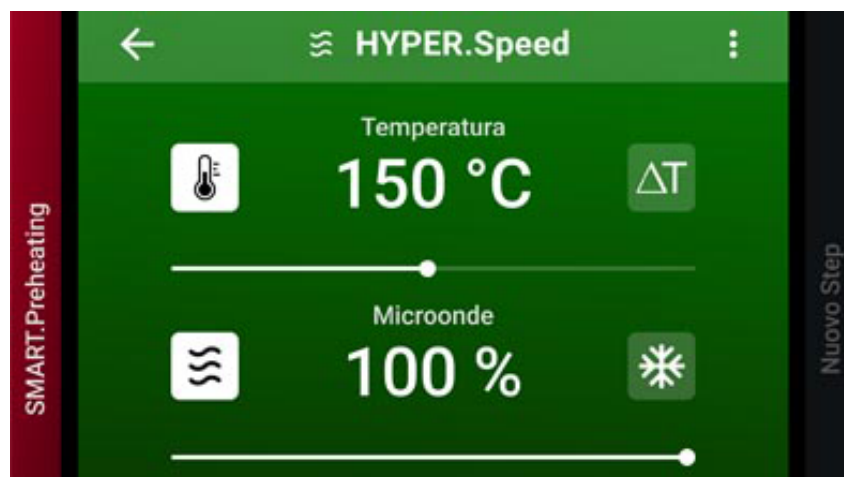 HYPER.Speed
Temperatura
150 °C
ΔT
Microonde
100 %
SMART.Preheating
Nuovo Step